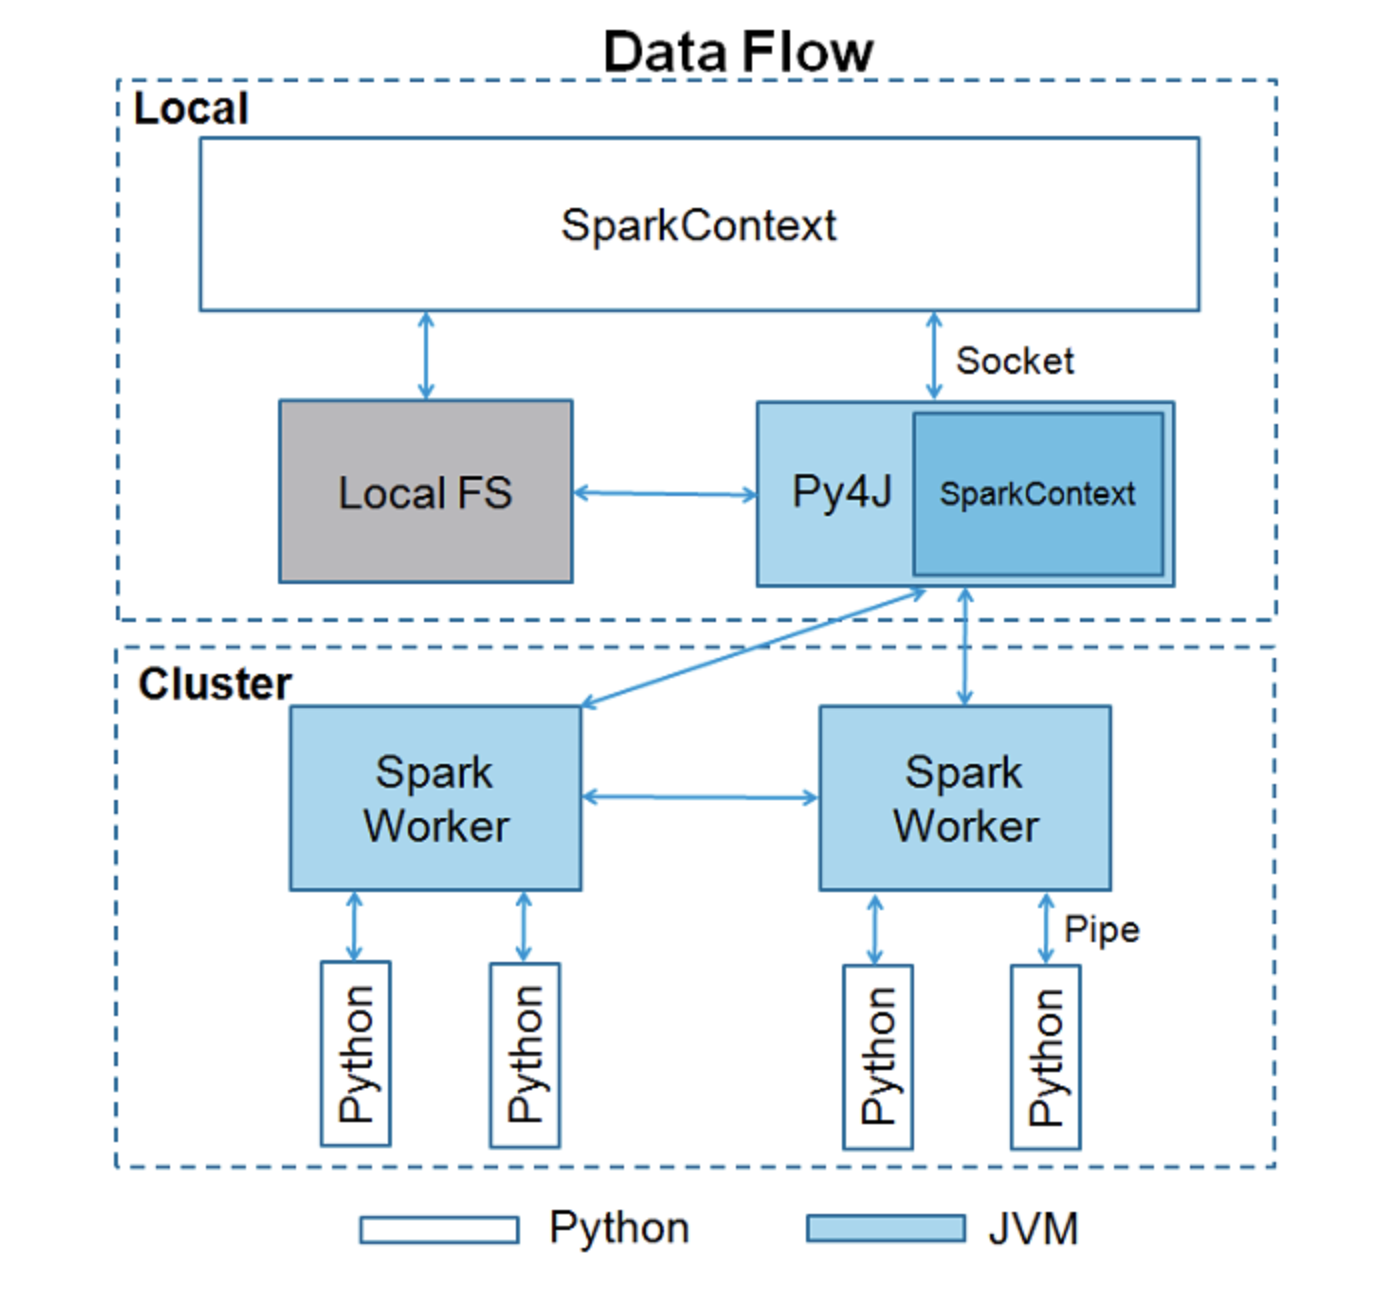 Data Flow
Local
SparkContext
Socket
Local FS
Py4J
SparkContext
Cluster
Spark
Worker
Spark
Worker
Pipe
Python
Python
Python
Python
Python
JVM